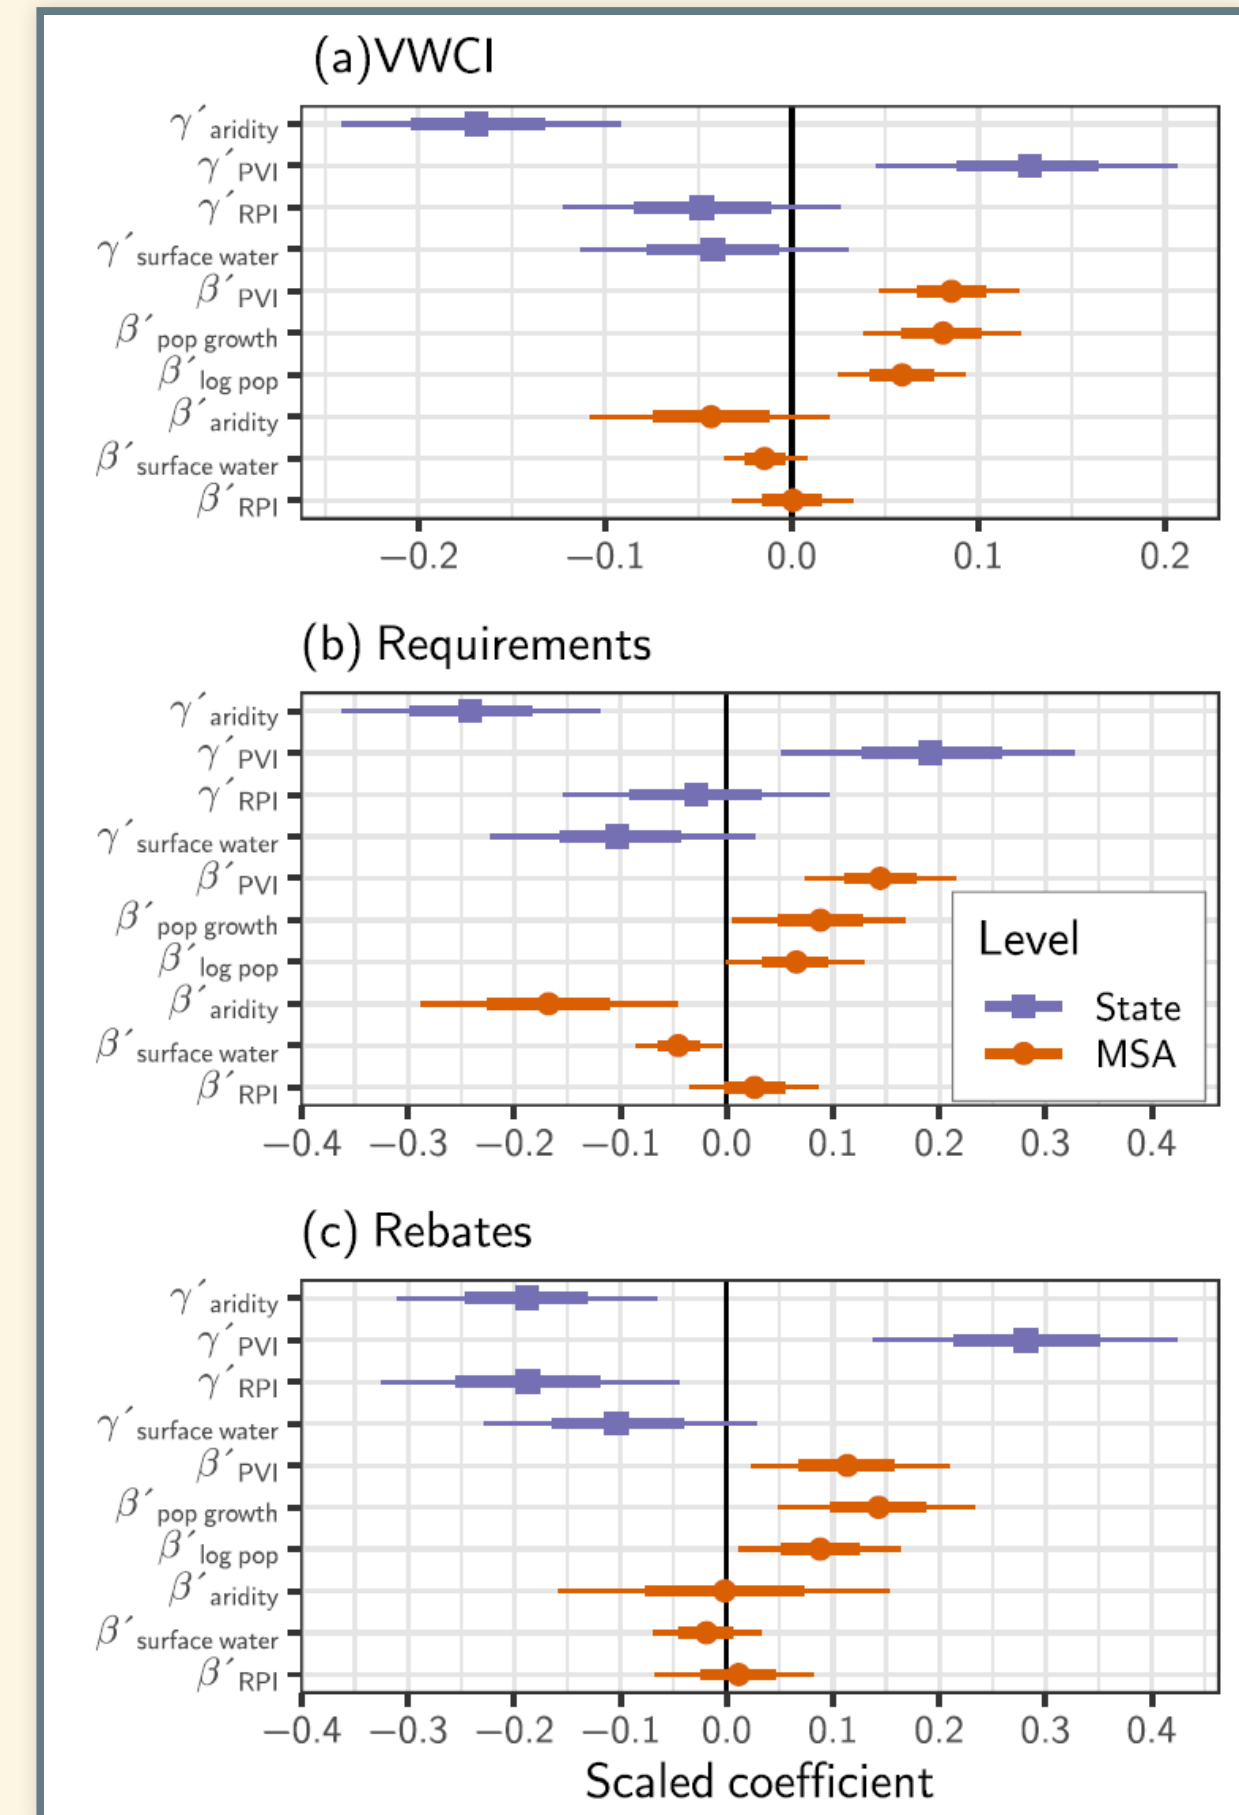 (a)VWCI
γ´ aridity
γ´ PVI
γ´ RPI
γ´ surface water
β´ PVI
β´ pop growth
β´ log pop
β´ aridity
β´ surface water
β´ RPI
−0.2 −0.1 0.0 0.1 0.2
(b) Requirements
γ´ aridity
γ´ PVI
γ´ RPI
γ´ surface water
β´ PVI
β´ pop growth
β´ log pop
β´ aridity
β´ surface water
β´ RPI
Level
State
MSA
−0.4 −0.3 −0.2 −0.1 0.0 0.1 0.2 0.3 0.4
(c) Rebates
γ´ aridity
γ´ PVI
γ´ RPI
γ´ surface water
β´ PVI
β´ pop growth
β´ log pop
β´ aridity
β´ surface water
β´ RPI
−0.4 −0.3 −0.2 −0.1 0.0 0.1 0.2 0.3 0.4
Scaled coefficient